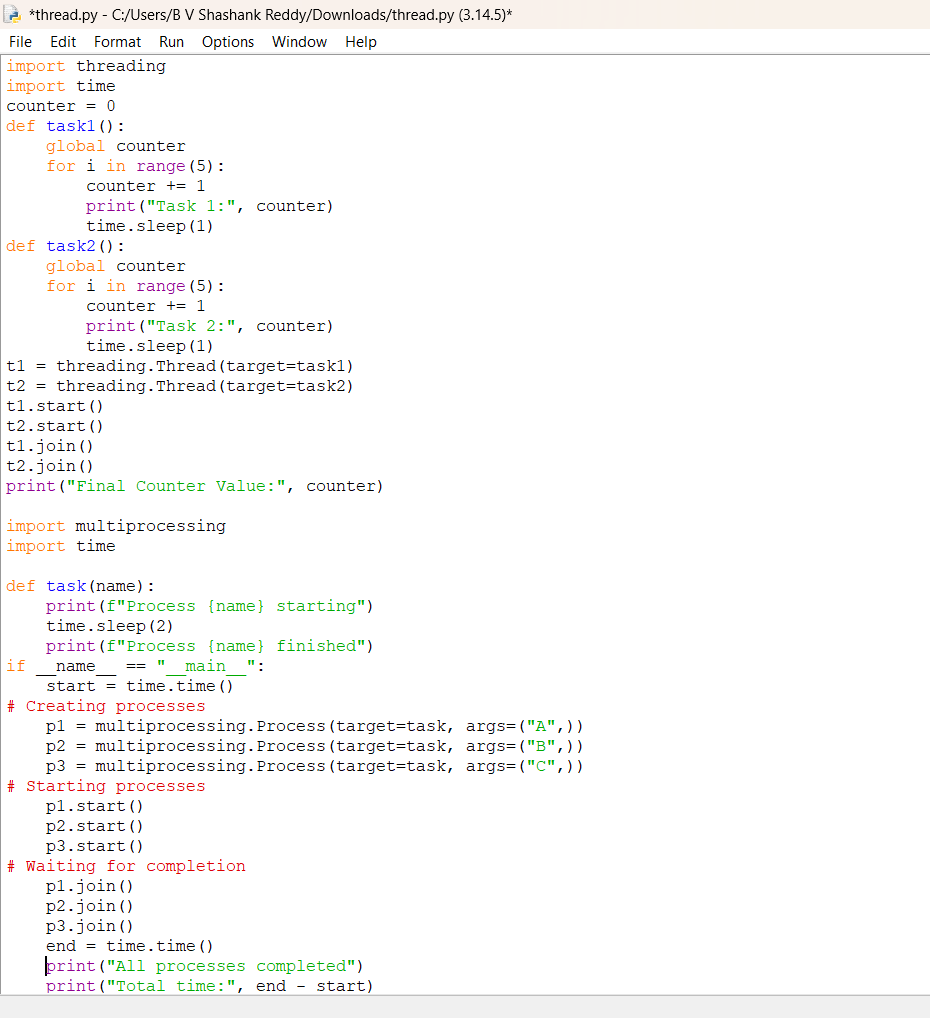 *thread.py - C:/Users/B V Shashank Reddy/Downloads/thread.py (3.14.5)*
File Edit Format Run Options Window Help
import threading
import time
counter = 0
def task1():
    global counter
    for i in range(5):
        counter += 1
        print("Task 1:", counter)
        time.sleep(1)
def task2():
    global counter
    for i in range(5):
        counter += 1
        print("Task 2:", counter)
        time.sleep(1)
t1 = threading.Thread(target=task1)
t2 = threading.Thread(target=task2)
t1.start()
t2.start()
t1.join()
t2.join()
print("Final Counter Value:", counter)

import multiprocessing
import time

def task(name):
    print(f"Process {name} starting")
    time.sleep(2)
    print(f"Process {name} finished")
if __name__ == "__main__":
    start = time.time()
# Creating processes
    p1 = multiprocessing.Process(target=task, args=("A",))
    p2 = multiprocessing.Process(target=task, args=("B",))
    p3 = multiprocessing.Process(target=task, args=("C",))
# Starting processes
    p1.start()
    p2.start()
    p3.start()
# Waiting for completion
    p1.join()
    p2.join()
    p3.join()
    end = time.time()
    print("All processes completed")
    print("Total time:", end - start)